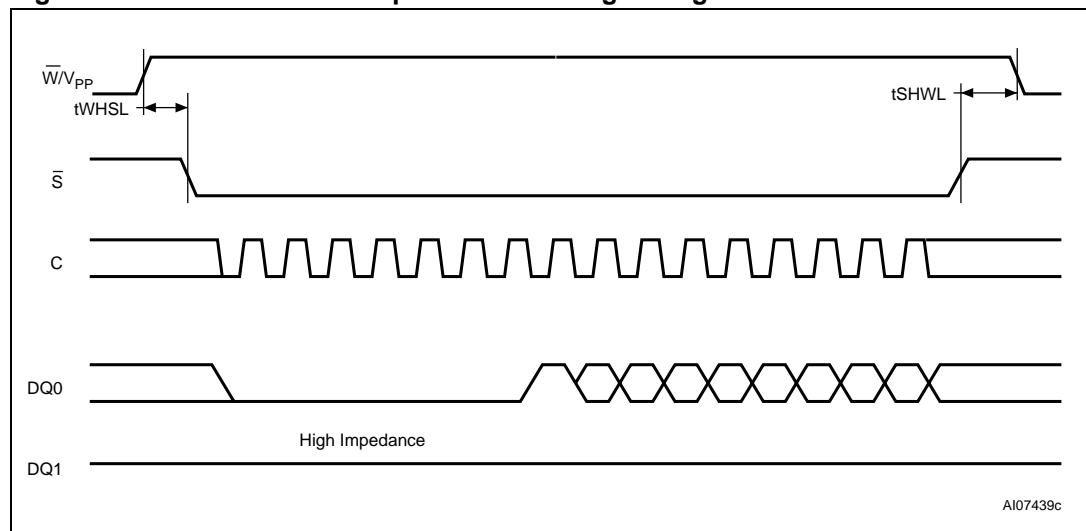 W̅/VPP
tWHSL
tSHWL
S̅
C
DQ0
High Impedance
DQ1
AI07439c